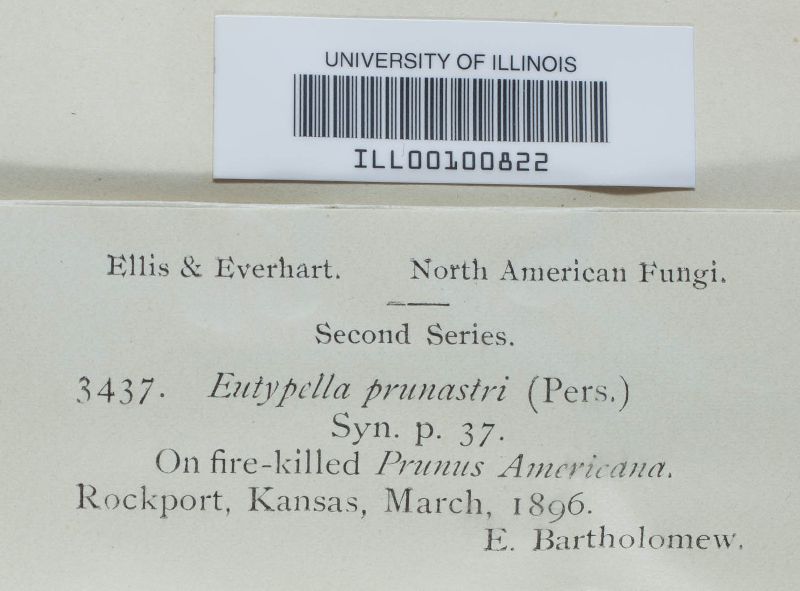 UNIVERSITY OF ILLINOIS
ILL00100822
Ellis & Everhart. North American Fungi.
Second Series.
3437. Eutypella prunastri (Pers.)
Syn. p. 37.
On fire-killed Prunus Americana.
Rockport, Kansas, March, 1896.
E. Bartholomew.